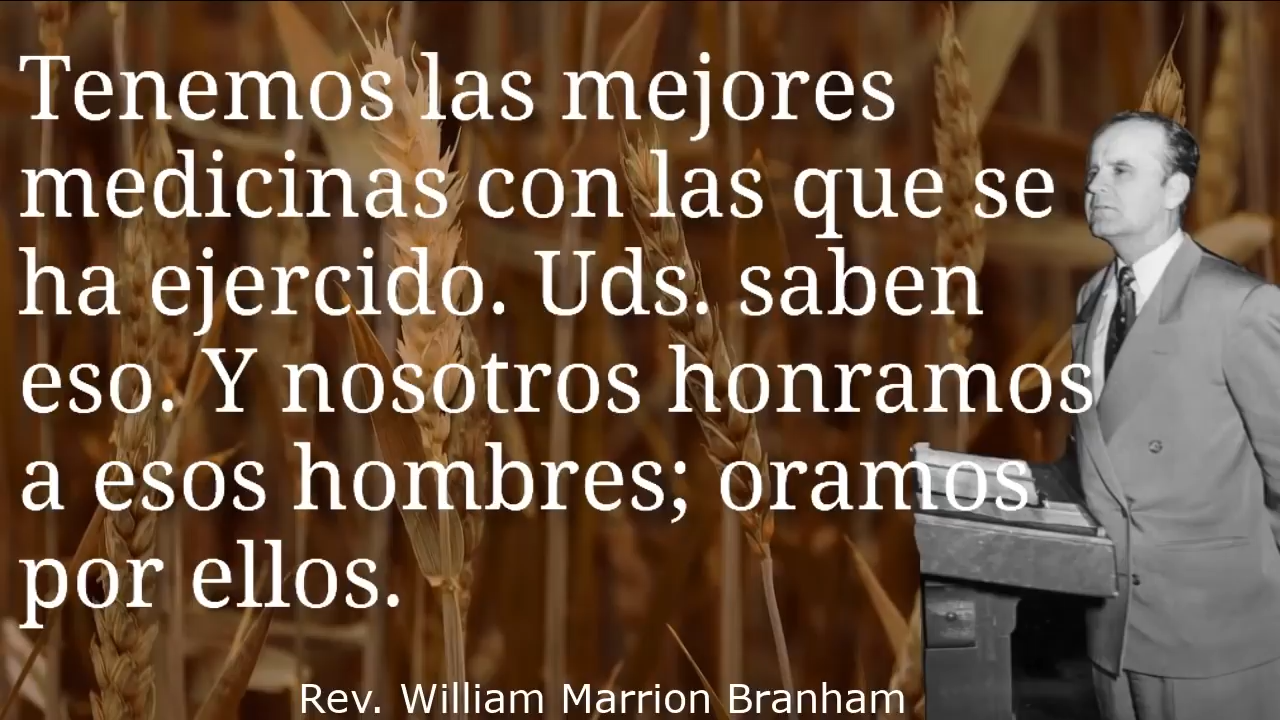 Tenemos las mejores
medicinas con las que se
ha ejercido. Uds. saben
eso. Y nosotros honramos
a esos hombres; oramos
por ellos.
Rev. William Marrion Branham